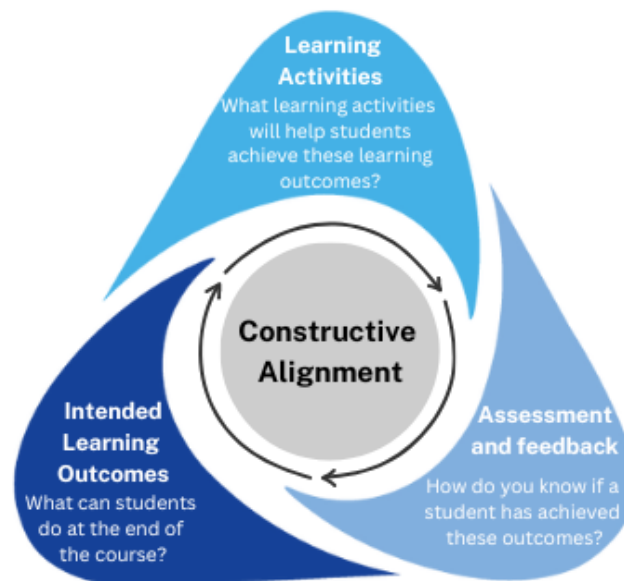 Learning
Activities
What learning activities
will help students
achieve these learning
outcomes?
Constructive
Alignment
Intended
Learning
Outcomes
What can students
do at the end of
the course?
Assessment
and feedback
How do you know if a
student has achieved
these outcomes?